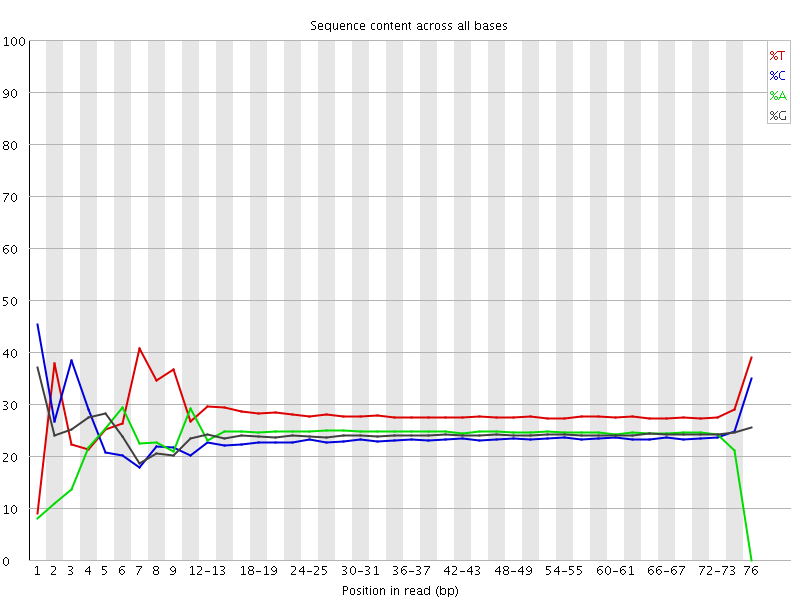 Sequence content across all bases
100
90
80
70
60
50
40
30
20
10
0
%T
%C
%A
%G
1 2 3 4 5 6 7 8 9 12-13 18-19 24-25 30-31 36-37 42-43 48-49 54-55 60-61 66-67 72-73 76
Position in read (bp)